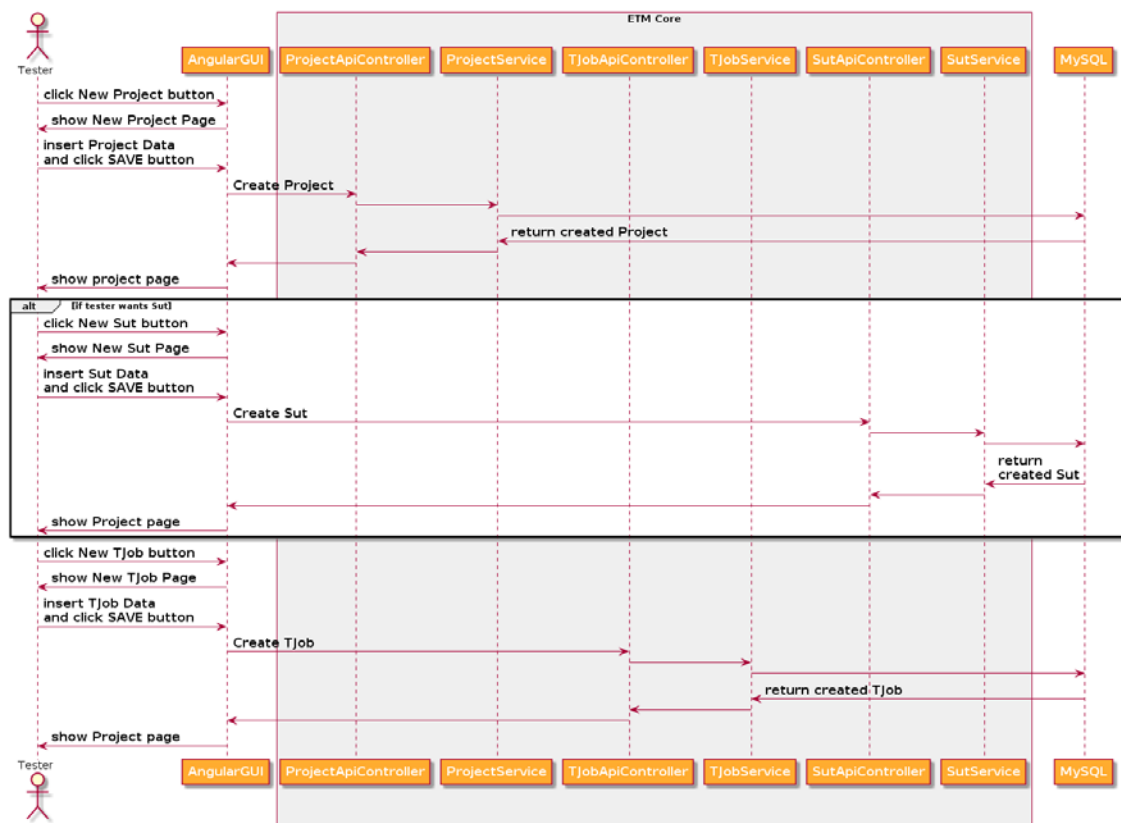 ETM Core
Tester
AngularGUI
ProjectApiController
ProjectService
TJobApiController
TJobService
SutApiController
SutService
MySQL
click New Project button
show New Project Page
insert Project Data
and click SAVE button
Create Project
return created Project
show project page
alt
[if tester wants Sut]
click New Sut button
show New Sut Page
insert Sut Data
and click SAVE button
Create Sut
return
created Sut
show Project page
click New TJob button
show New TJob Page
insert TJob Data
and click SAVE button
Create TJob
return created TJob
show Project page
Tester
AngularGUI
ProjectApiController
ProjectService
TJobApiController
TJobService
SutApiController
SutService
MySQL